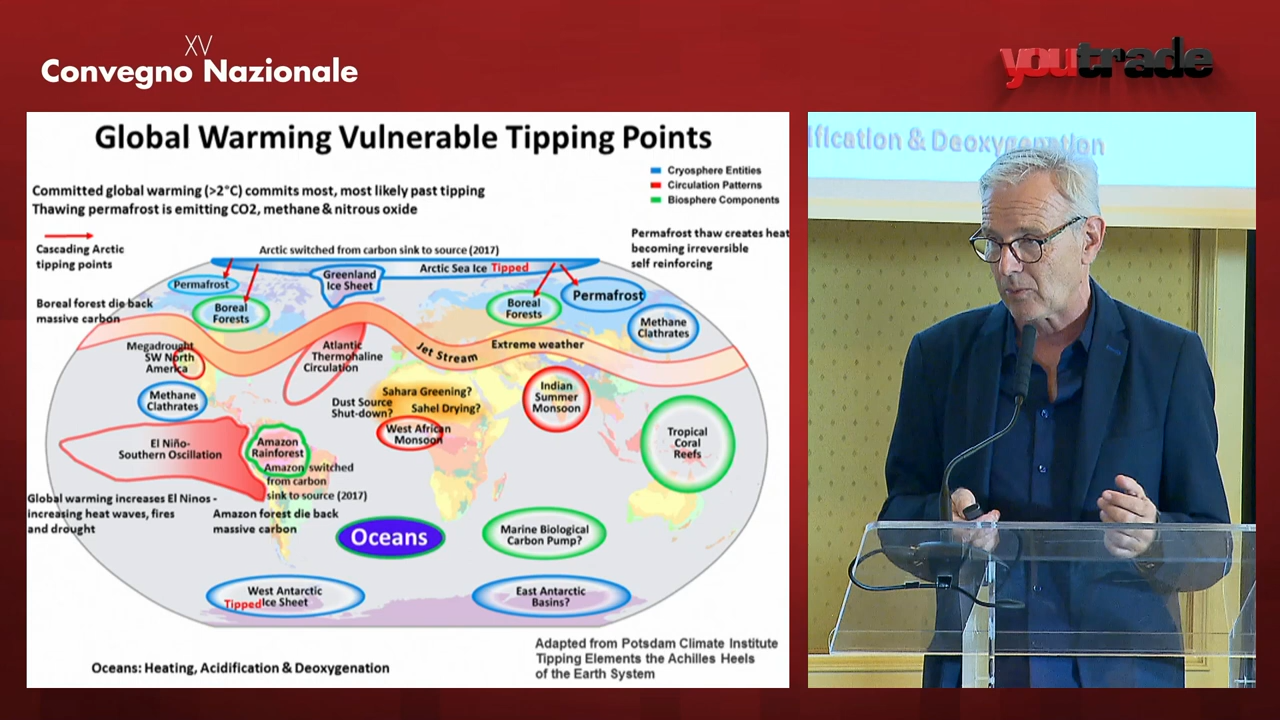 XV
Convegno Nazionale
youtrade
Global Warming Vulnerable Tipping Points
Cryosphere Entities
Circulation Patterns
Biosphere Components
Committed global warming (>2°C) commits most, most likely past tipping
Thawing permafrost is emitting CO2, methane & nitrous oxide
Cascading Arctic
tipping points
Arctic switched from carbon sink to source (2017)
Permafrost thaw creates heat
becoming irreversible
self reinforcing
Arctic Sea Ice Tipped
Greenland
Ice Sheet
Permafrost
Boreal
Forests
Boreal
Forests
Permafrost
Methane
Clathrates
Boreal forest die back
massive carbon
Megadrought
SW North
America
Atlantic
Thermohaline
Circulation
Jet Stream
Extreme weather
Methane
Clathrates
Sahara Greening?
Dust Source
Shut-down?
Sahel Drying?
West African
Monsoon
Indian
Summer
Monsoon
Tropical
Coral
Reefs
El Niño-
Southern Oscillation
Amazon
Rainforest
Amazon switched
from carbon
sink to source (2017)
Global warming increases El Ninos -
increasing heat waves, fires
and drought
Amazon forest die back
massive carbon
Oceans
Marine Biological
Carbon Pump?
West Antarctic
Tipped Ice Sheet
East Antarctic
Basins?
Oceans: Heating, Acidification & Deoxygenation
Adapted from Potsdam Climate Institute
Tipping Elements the Achilles Heels
of the Earth System
ification & Deoxygenation